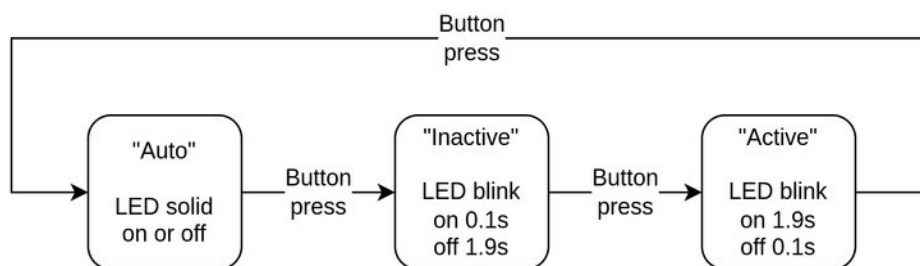 Button
press
"Auto"
LED solid
on or off
Button
press
"Inactive"
LED blink
on 0.1s
off 1.9s
Button
press
"Active"
LED blink
on 1.9s
off 0.1s